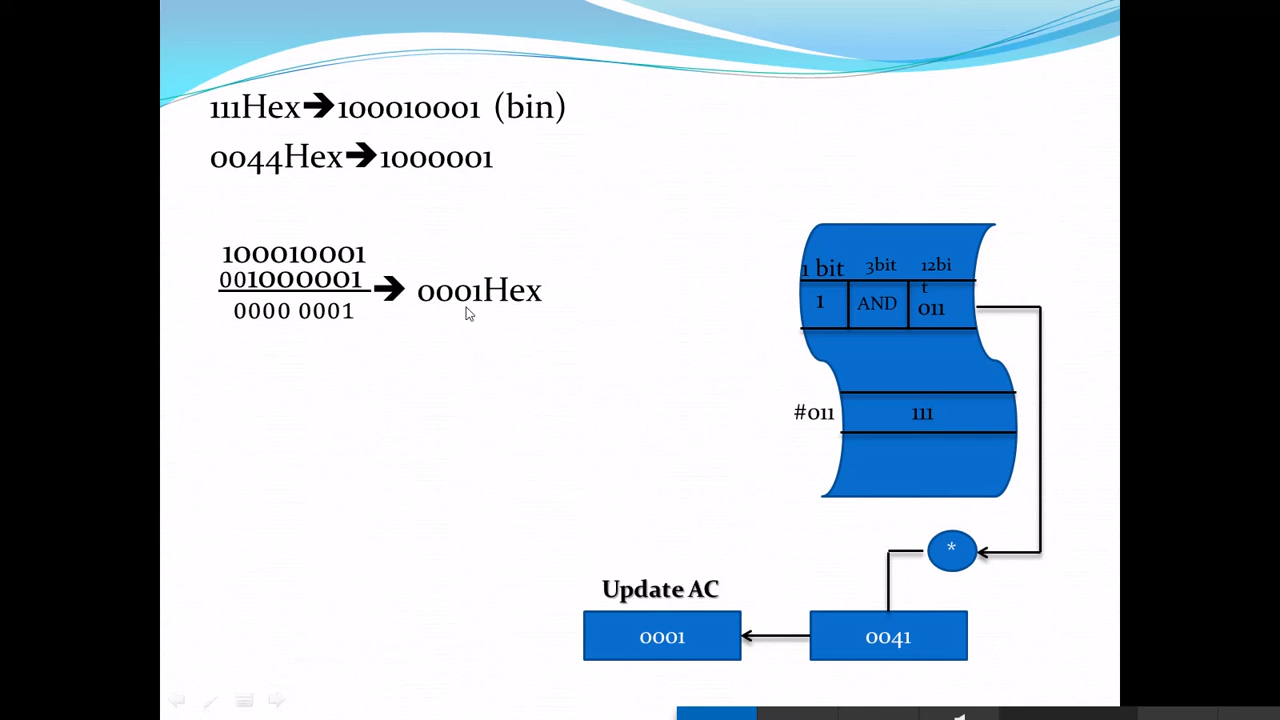 111Hex➔100010001 (bin)
0044Hex➔1000001
100010001
001000001
0000 0001
➔ 0001Hex
1 bit 3bit 12bi
t
1 AND 011
#011 111
*
Update AC
0001 0041